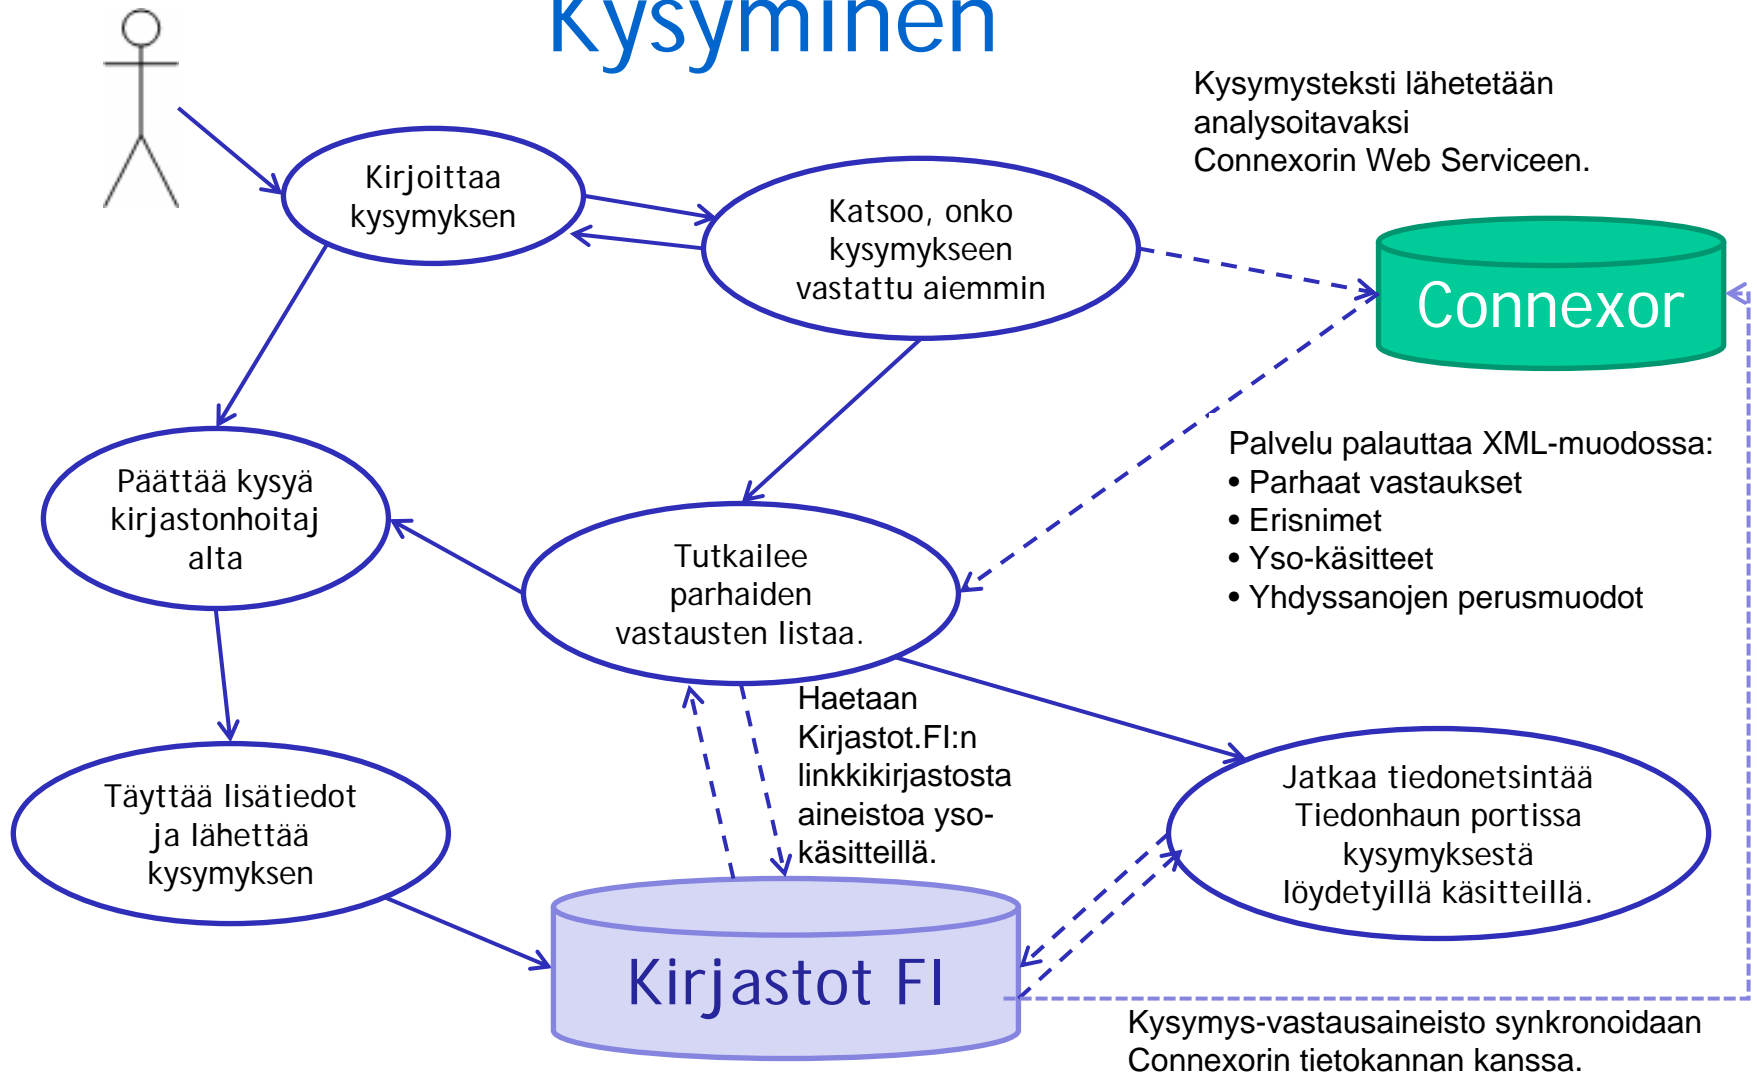 Kysyminen
Kysymysteksti lähetetään
analysoitavaksi
Connexorin Web Serviceen.
Kirjoittaa
kysymyksen
Katsoo, onko
kysymykseen
vastattu aiemmin
Connexor
Palvelu palauttaa XML-muodossa:
• Parhaat vastaukset
• Erisnimet
• Yso-käsitteet
• Yhdyssanojen perusmuodot
Päättää kysyä
kirjastonhoitaj
alta
Tutkailee
parhaiden
vastausten listaa.
Haetaan
Kirjastot.FI:n
linkkikirjastosta
aineistoa yso-
käsitteillä.
Täyttää lisätiedot
ja lähettää
kysymyksen
Jatkaa tiedonetsintää
Tiedonhaun portissa
kysymyksestä
löydetyillä käsitteillä.
Kirjastot FI
Kysymys-vastausaineisto synkronoidaan
Connexorin tietokannan kanssa.